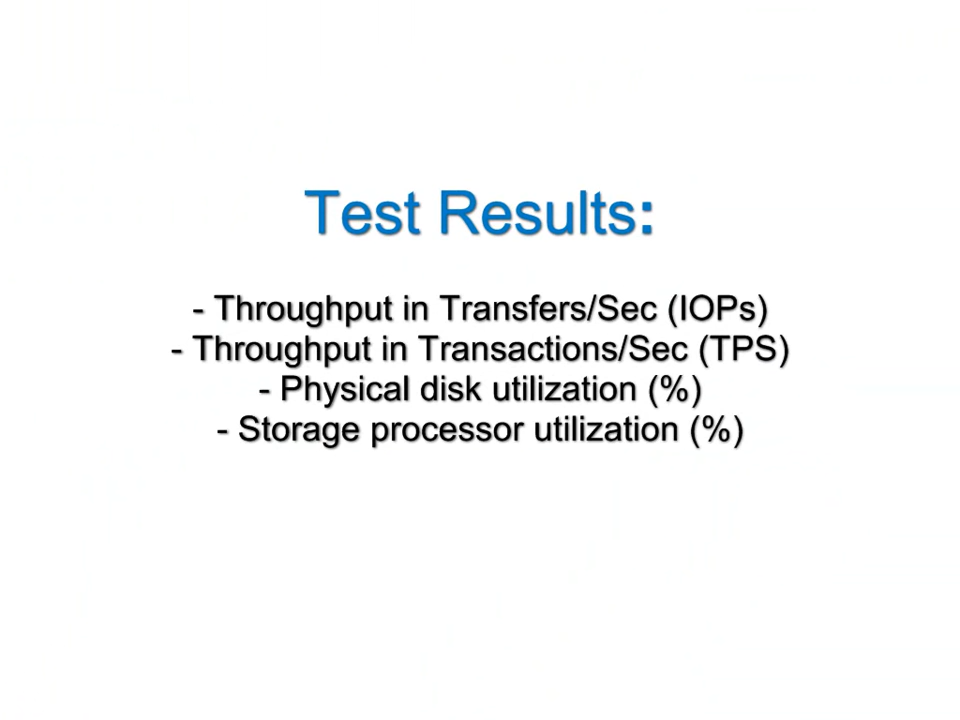 Test Results:
- Throughput in Transfers/Sec (IOPs)
- Throughput in Transactions/Sec (TPS)
- Physical disk utilization (%)
- Storage processor utilization (%)